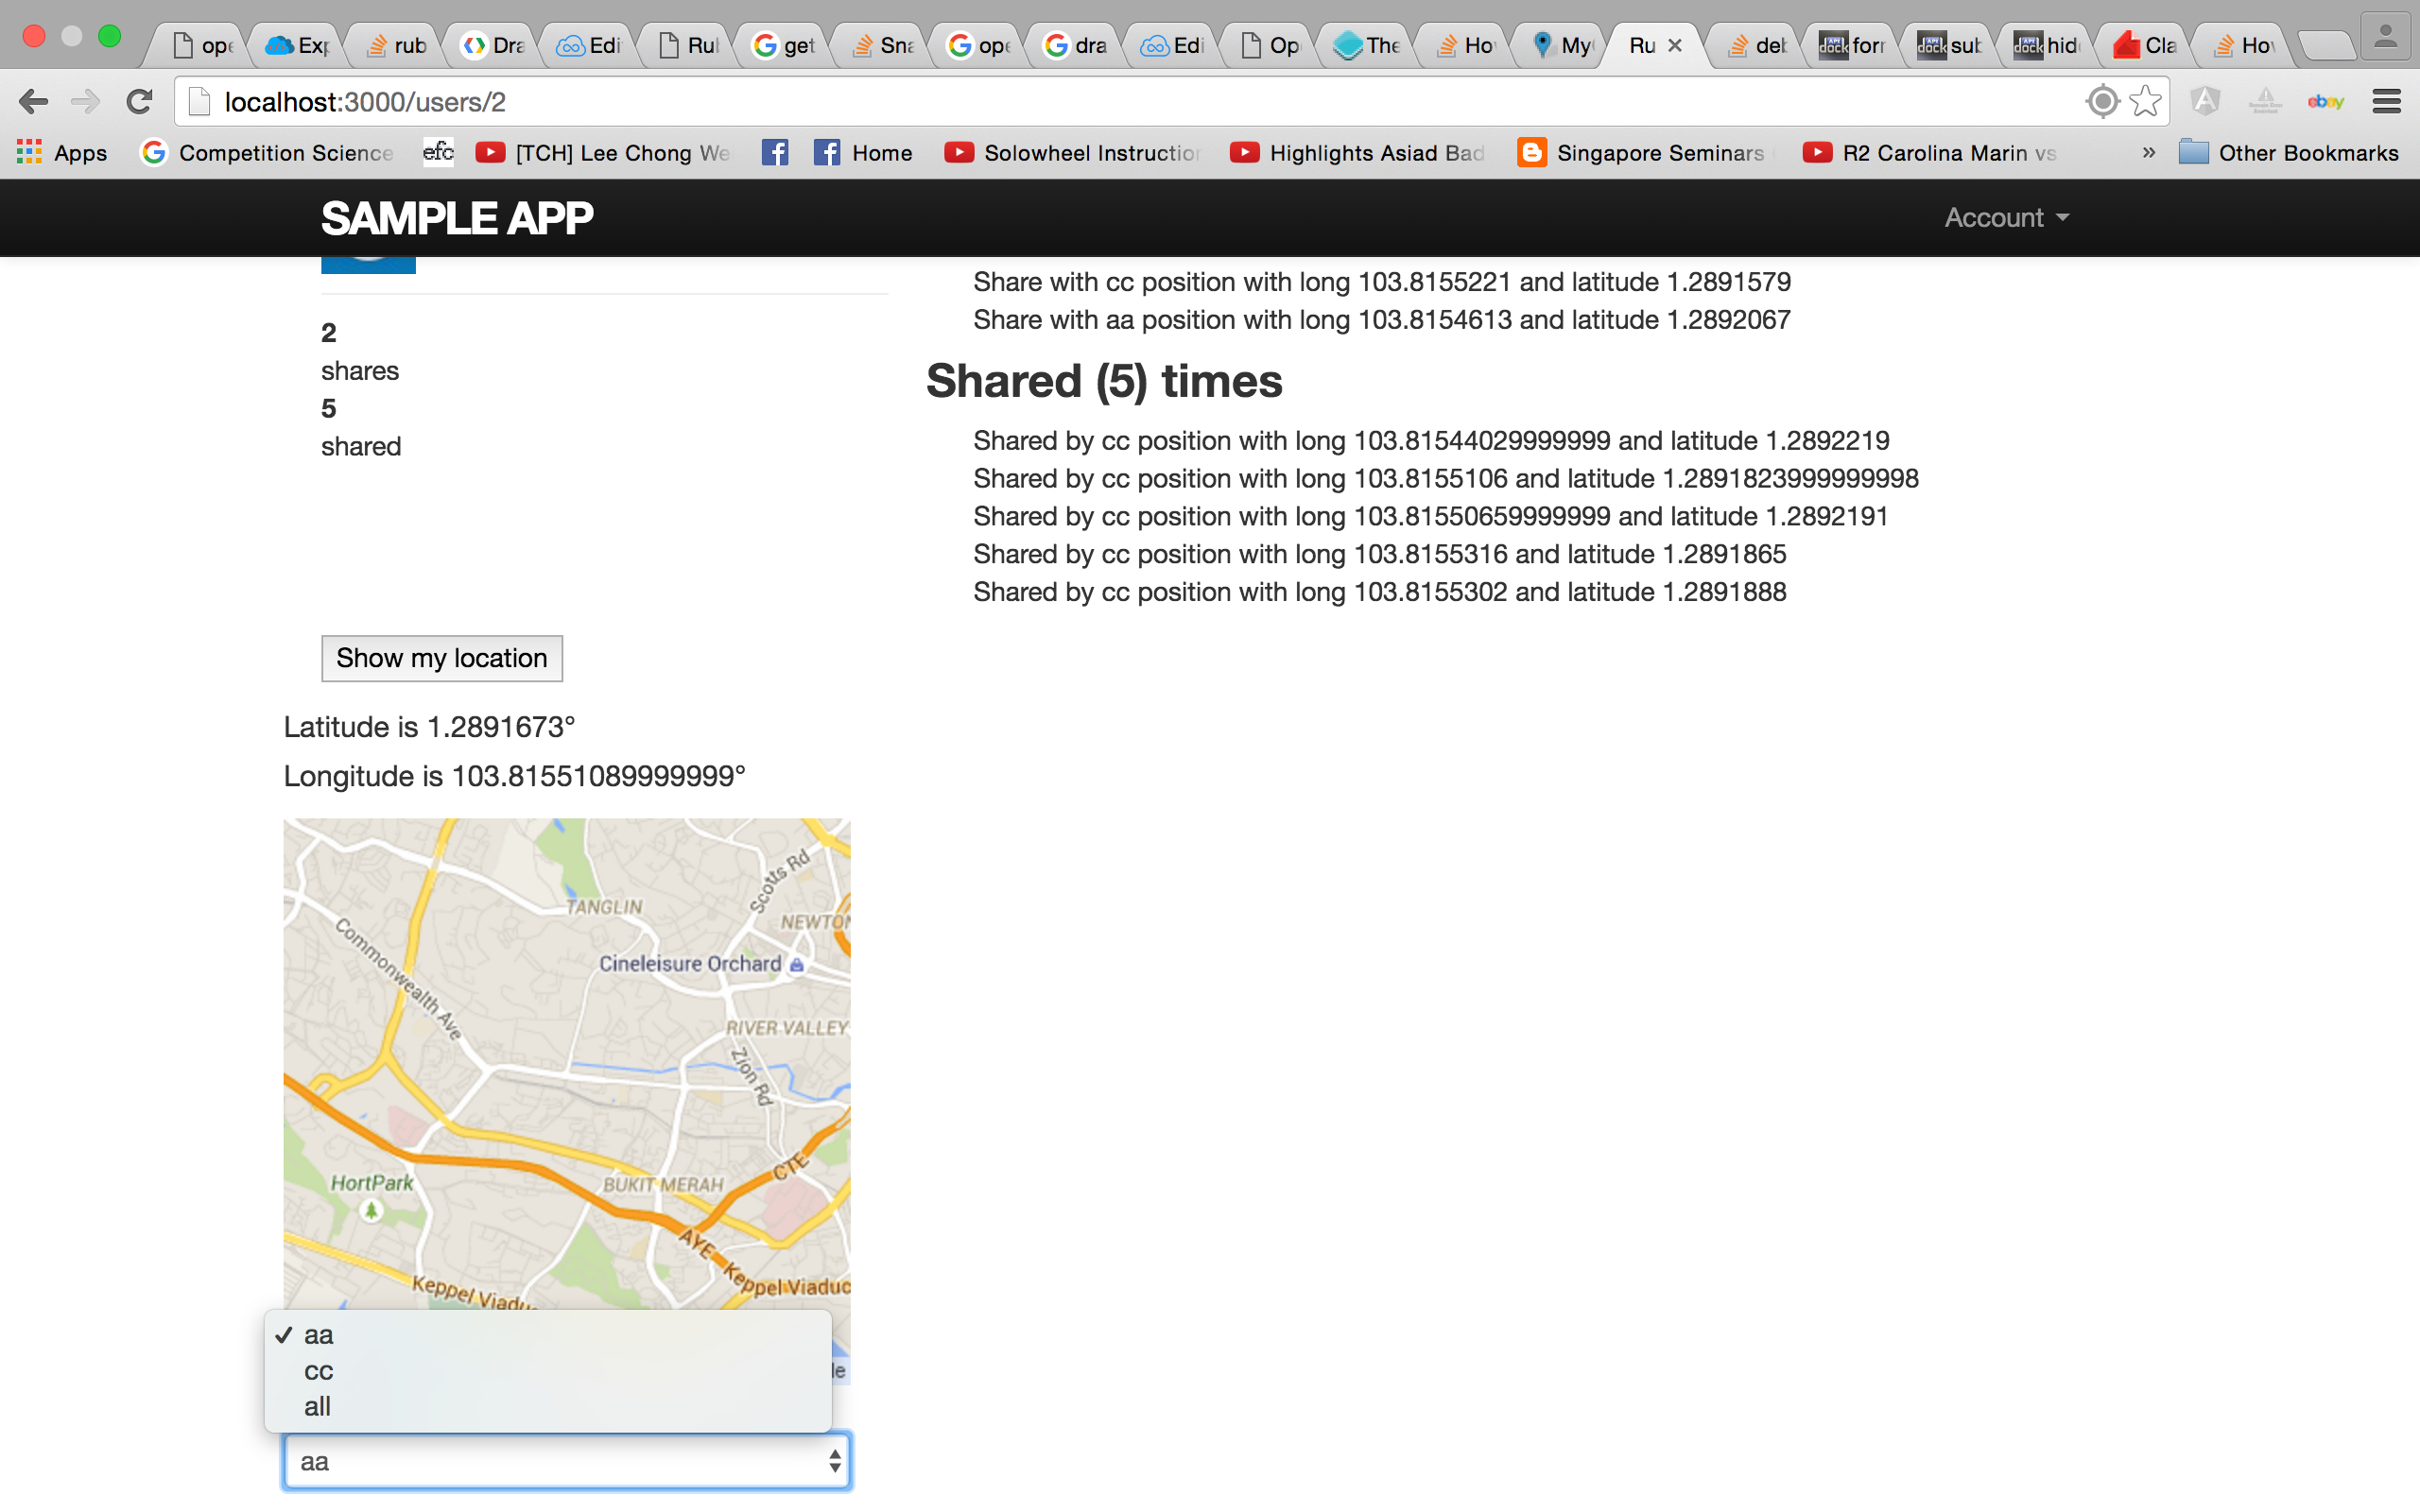 ope Exp rub Dra Edi Rul get Sna ope dra Edi Op The Ho My Ru del forr sub hid Cla Ho
localhost:3000/users/2
ebay
Apps Competition Science efc [TCH] Lee Chong We Home Solowheel Instruction Highlights Asiad Bad Singapore Seminars R2 Carolina Marin vs » Other Bookmarks
SAMPLE APP Account
Share with cc position with long 103.8155221 and latitude 1.2891579
Share with aa position with long 103.8154613 and latitude 1.2892067
2
shares
5
shared
Shared (5) times
Shared by cc position with long 103.81544029999999 and latitude 1.2892219
Shared by cc position with long 103.8155106 and latitude 1.2891823999999998
Shared by cc position with long 103.81550659999999 and latitude 1.2892191
Shared by cc position with long 103.8155316 and latitude 1.2891865
Shared by cc position with long 103.8155302 and latitude 1.2891888
Show my location
Latitude is 1.2891673°
Longitude is 103.81551089999999°
Scotts Rd
TANGLIN
NEWTON
Commonwealth Ave
Cineleisure Orchard
RIVER VALLEY
Zion Rd
CTE
HortPark
BUKIT MERAH
AYE
Keppel Viaduc
Keppel Viadu
le
aa
cc
all
aa